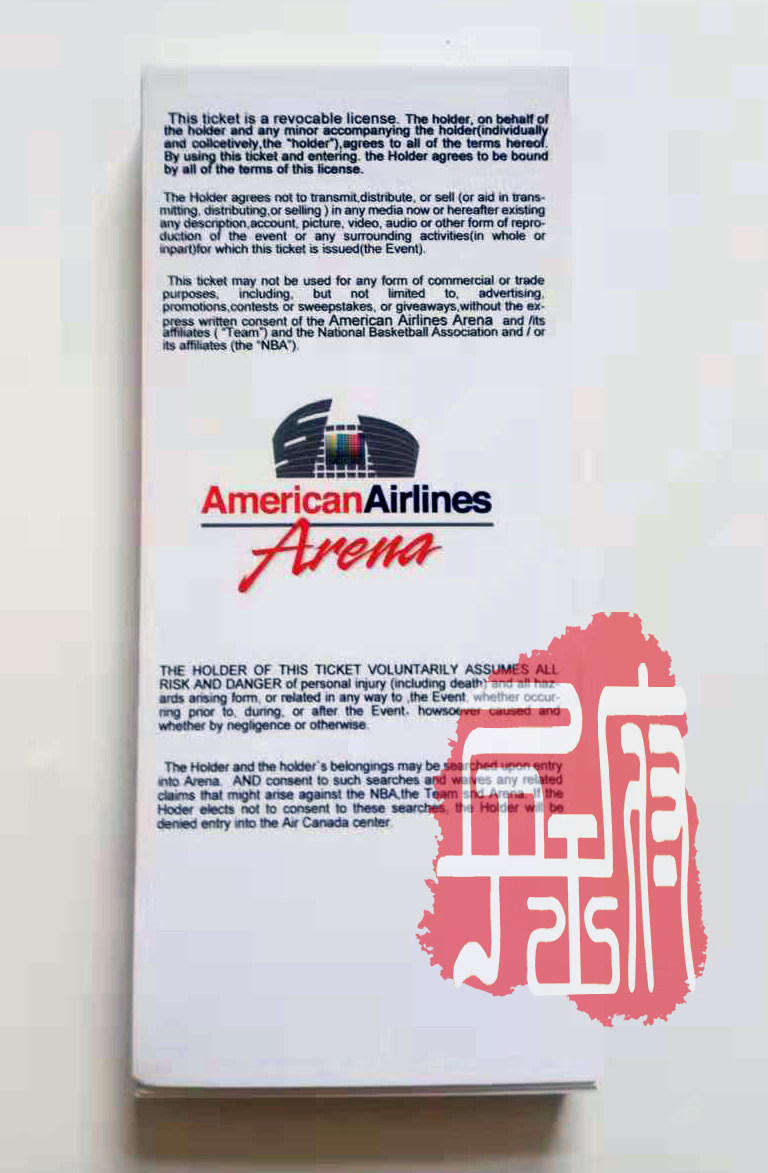 This ticket is a revocable license. The holder, on behalf of
the holder and any minor accompanying the holder(individually
and collcetively,the "holder"),agrees to all of the terms hereof.
By using this ticket and entering. the Holder agrees to be bound
by all of the terms of this license.
The Holder agrees not to transmit,distribute, or sell (or aid in trans-
mitting, distributing,or selling ) in any media now or hereafter existing
any description,account, picture, video, audio or other form of repro-
duction of the event or any surrounding activities(in whole or
inpart)for which this ticket is issued(the Event).
This ticket may not be used for any form of commercial or trade
purposes, including, but not limited to, advertising,
promotions,contests or sweepstakes, or giveaways,without the ex-
press written consent of the American Airlines Arena and /its
affiliates ( "Team") and the National Basketball Association and / or
its affiliates (the "NBA").
AmericanAirlines
Arena
THE HOLDER OF THIS TICKET VOLUNTARILY ASSUMES ALL
RISK AND DANGER of personal injury (including death) and all haz-
ards arising form, or related in any way to ,the Event, whether occur-
ring prior to, during, or after the Event, howsoever caused and
whether by negligence or otherwise.
The Holder and the holder`s belongings may be searched upon entry
into Arena. AND consent to such searches and waives any related
claims that might arise against the NBA,the Team snd Arena. If the
Hoder elects not to consent to these searches, the Holder will be
denied entry into the Air Canada center.